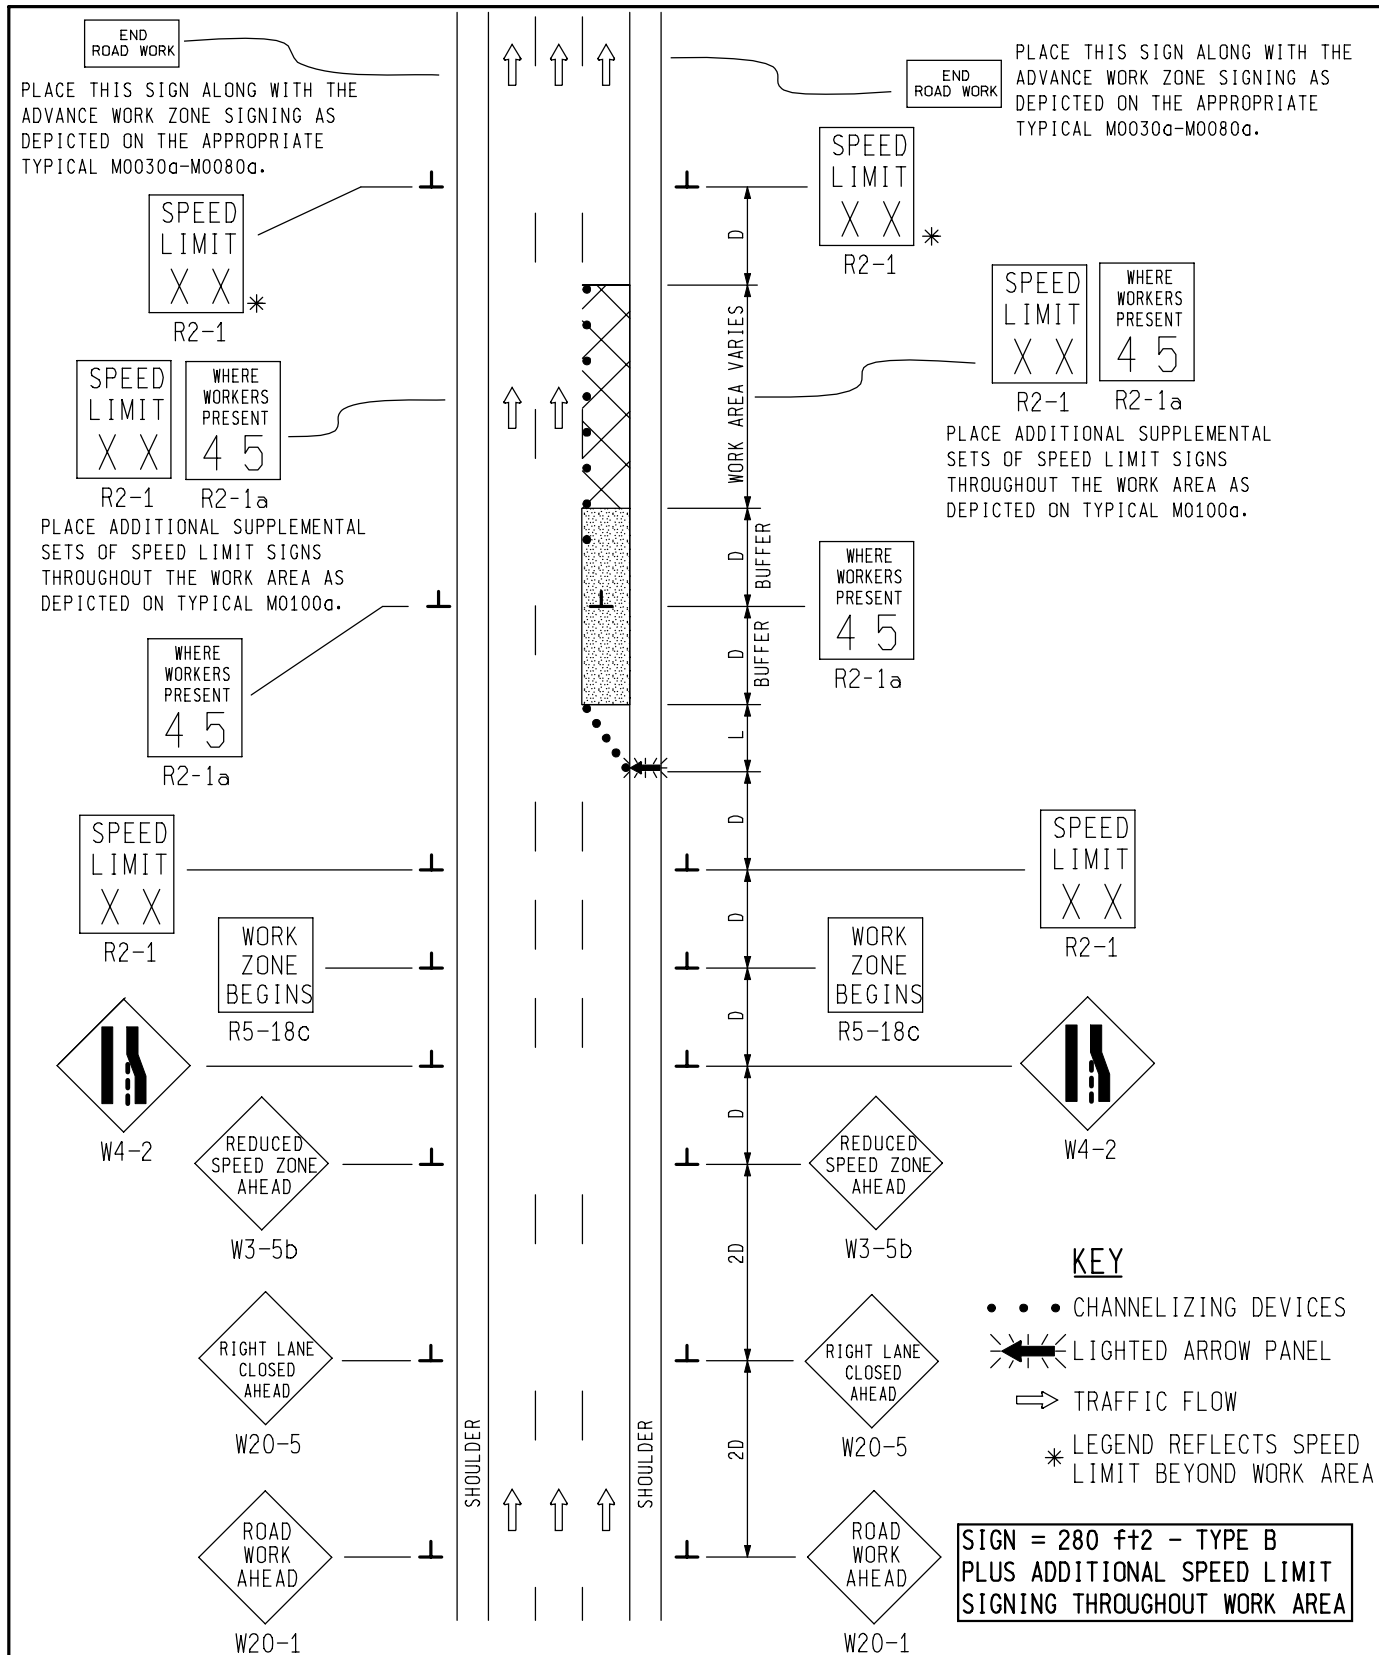 END
ROAD WORK
PLACE THIS SIGN ALONG WITH THE
ADVANCE WORK ZONE SIGNING AS
DEPICTED ON THE APPROPRIATE
TYPICAL M0030a-M0080a.
END
ROAD WORK
PLACE THIS SIGN ALONG WITH THE
ADVANCE WORK ZONE SIGNING AS
DEPICTED ON THE APPROPRIATE
TYPICAL M0030a-M0080a.
SPEED
LIMIT
X X
*
R2-1
SPEED
LIMIT
X X
*
R2-1
D
SPEED
LIMIT
X X
R2-1
WHERE
WORKERS
PRESENT
4 5
R2-1a
PLACE ADDITIONAL SUPPLEMENTAL
SETS OF SPEED LIMIT SIGNS
THROUGHOUT THE WORK AREA AS
DEPICTED ON TYPICAL M0100a.
WORK AREA VARIES
SPEED
LIMIT
X X
R2-1
WHERE
WORKERS
PRESENT
4 5
R2-1a
PLACE ADDITIONAL SUPPLEMENTAL
SETS OF SPEED LIMIT SIGNS
THROUGHOUT THE WORK AREA AS
DEPICTED ON TYPICAL M0100a.
D
BUFFER
WHERE
WORKERS
PRESENT
4 5
R2-1a
D
BUFFER
WHERE
WORKERS
PRESENT
4 5
R2-1a
L
D
SPEED
LIMIT
X X
R2-1
SPEED
LIMIT
X X
R2-1
D
WORK
ZONE
BEGINS
R5-18c
WORK
ZONE
BEGINS
R5-18c
D
W4-2
W4-2
D
REDUCED
SPEED ZONE
AHEAD
W3-5b
REDUCED
SPEED ZONE
AHEAD
W3-5b
2D
RIGHT LANE
CLOSED
AHEAD
W20-5
RIGHT LANE
CLOSED
AHEAD
W20-5
2D
SHOULDER
SHOULDER
ROAD
WORK
AHEAD
W20-1
ROAD
WORK
AHEAD
W20-1
KEY
CHANNELIZING DEVICES
LIGHTED ARROW PANEL
TRAFFIC FLOW
* LEGEND REFLECTS SPEED
LIMIT BEYOND WORK AREA
SIGN = 280 ft2 - TYPE B
PLUS ADDITIONAL SPEED LIMIT
SIGNING THROUGHOUT WORK AREA